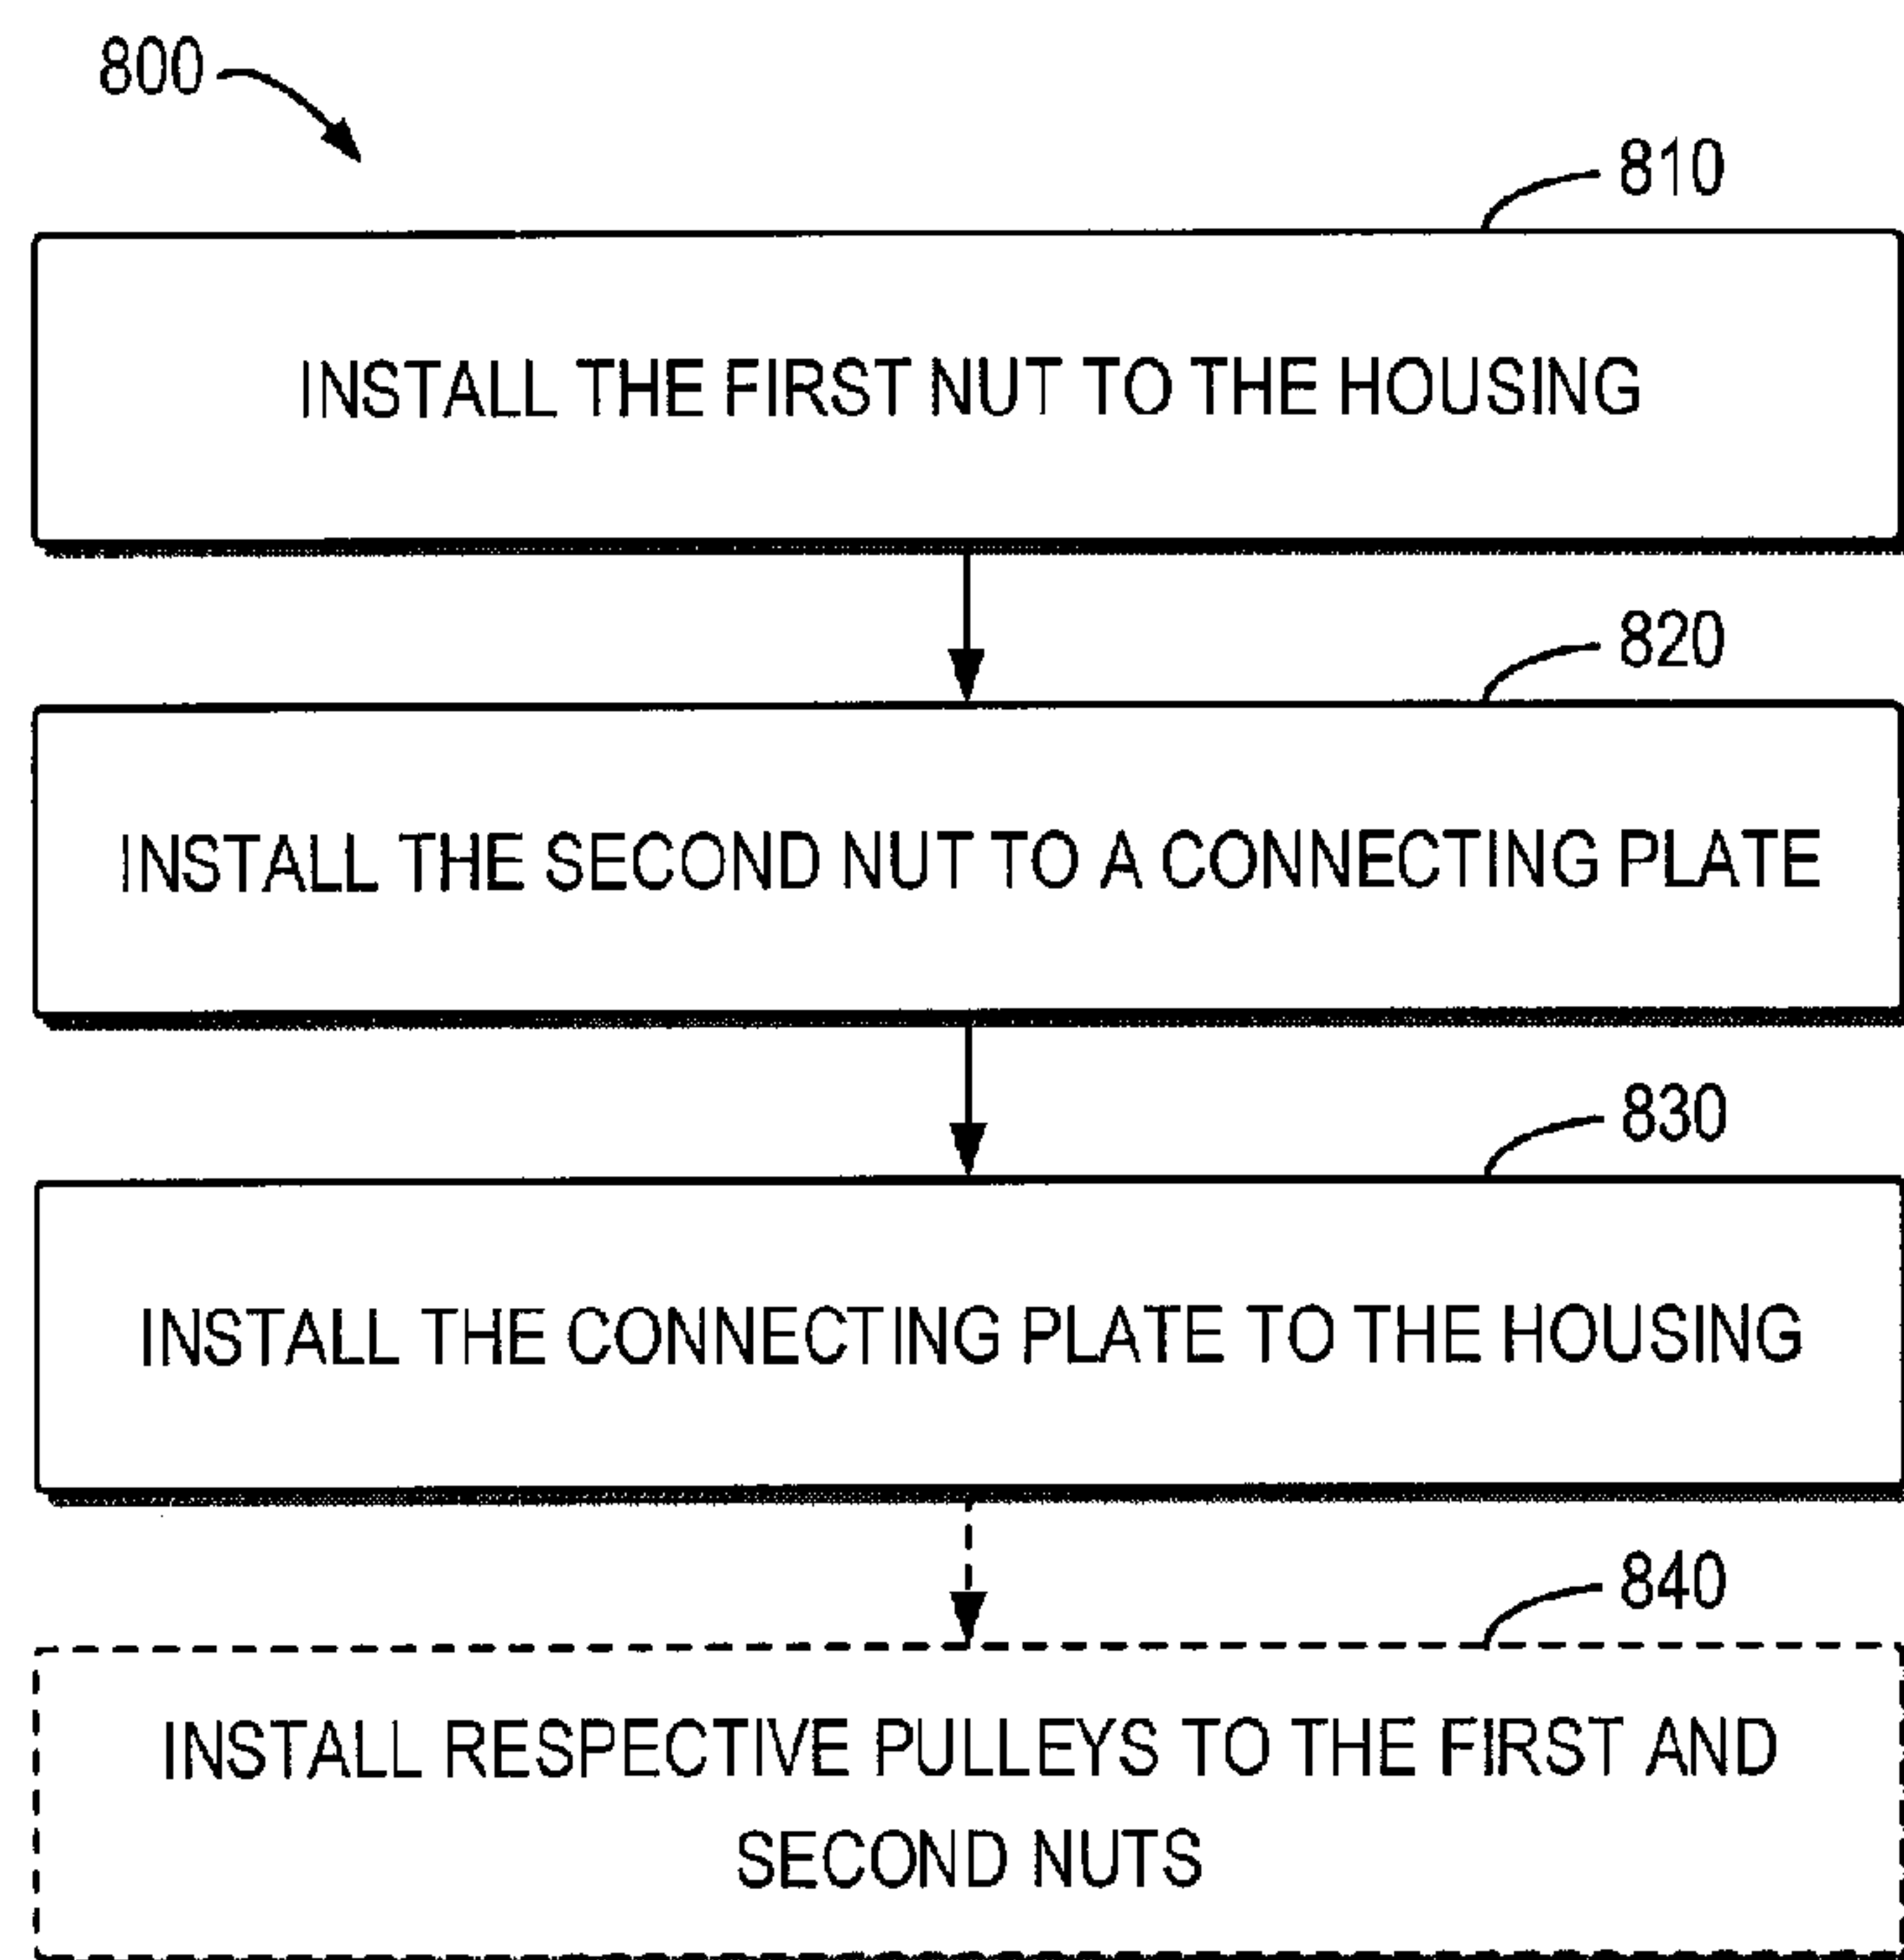 800
810
INSTALL THE FIRST NUT TO THE HOUSING
820
INSTALL THE SECOND NUT TO A CONNECTING PLATE
830
INSTALL THE CONNECTING PLATE TO THE HOUSING
840
INSTALL RESPECTIVE PULLEYS TO THE FIRST AND
SECOND NUTS